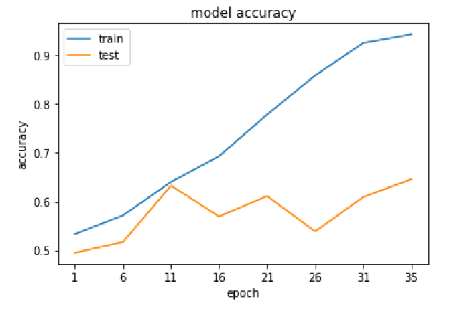 model accuracy
train
test
accuracy
0.9
0.8
0.7
0.6
0.5
1 6 11 16 21 26 31 35
epoch